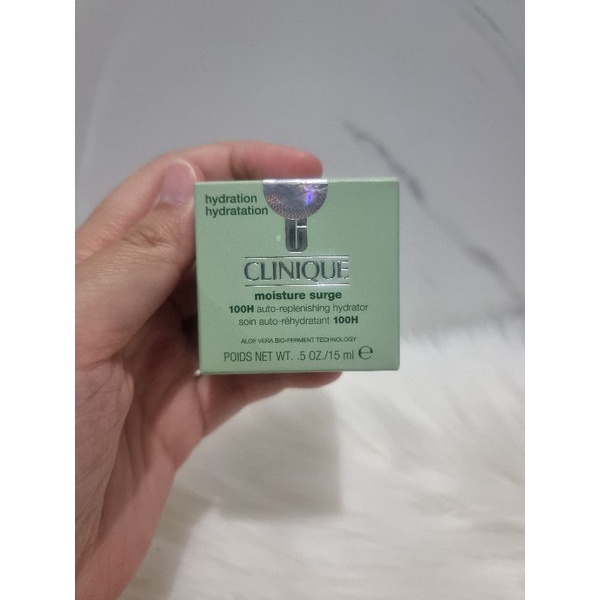 hydration
hydratation
CLINIQUE
moisture surge
100H auto-replenishing hydrator
soin auto-réhydratant 100H
ALOE VERA BIO-FERMENT TECHNOLOGY
POIDS NET WT. .5 OZ./15 ml ℮